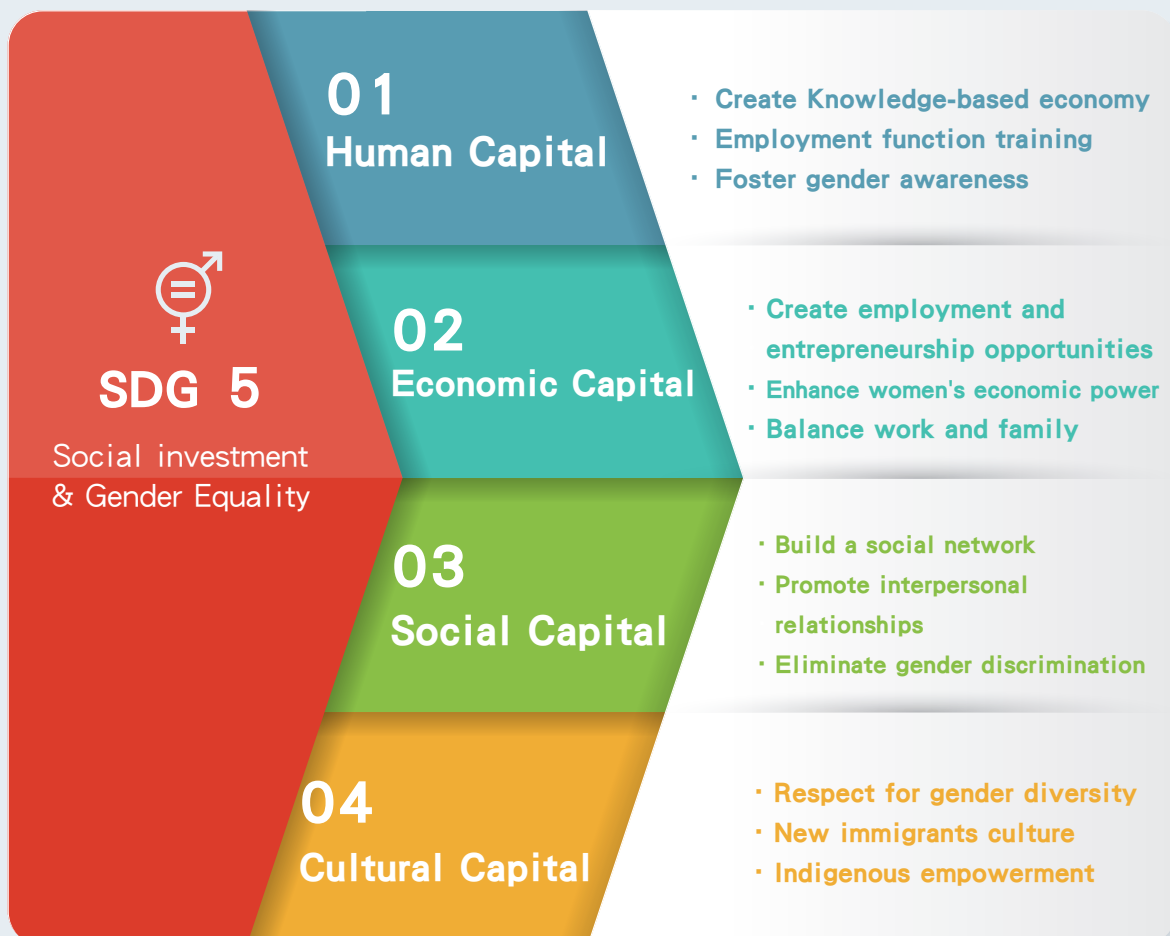 SDG 5
Social investment
& Gender Equality
01
Human Capital
· Create Knowledge-based economy
· Employment function training
· Foster gender awareness
02
Economic Capital
· Create employment and
entrepreneurship opportunities
· Enhance women's economic power
· Balance work and family
03
Social Capital
· Build a social network
· Promote interpersonal
relationships
· Eliminate gender discrimination
04
Cultural Capital
· Respect for gender diversity
· New immigrants culture
· Indigenous empowerment